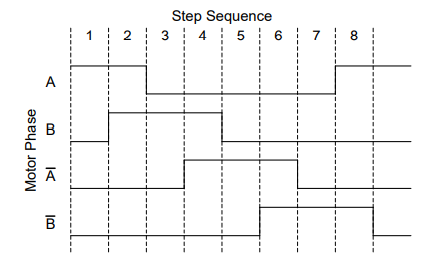 Step Sequence
1 2 3 4 5 6 7 8
Motor Phase
A
B
A̅
B̅